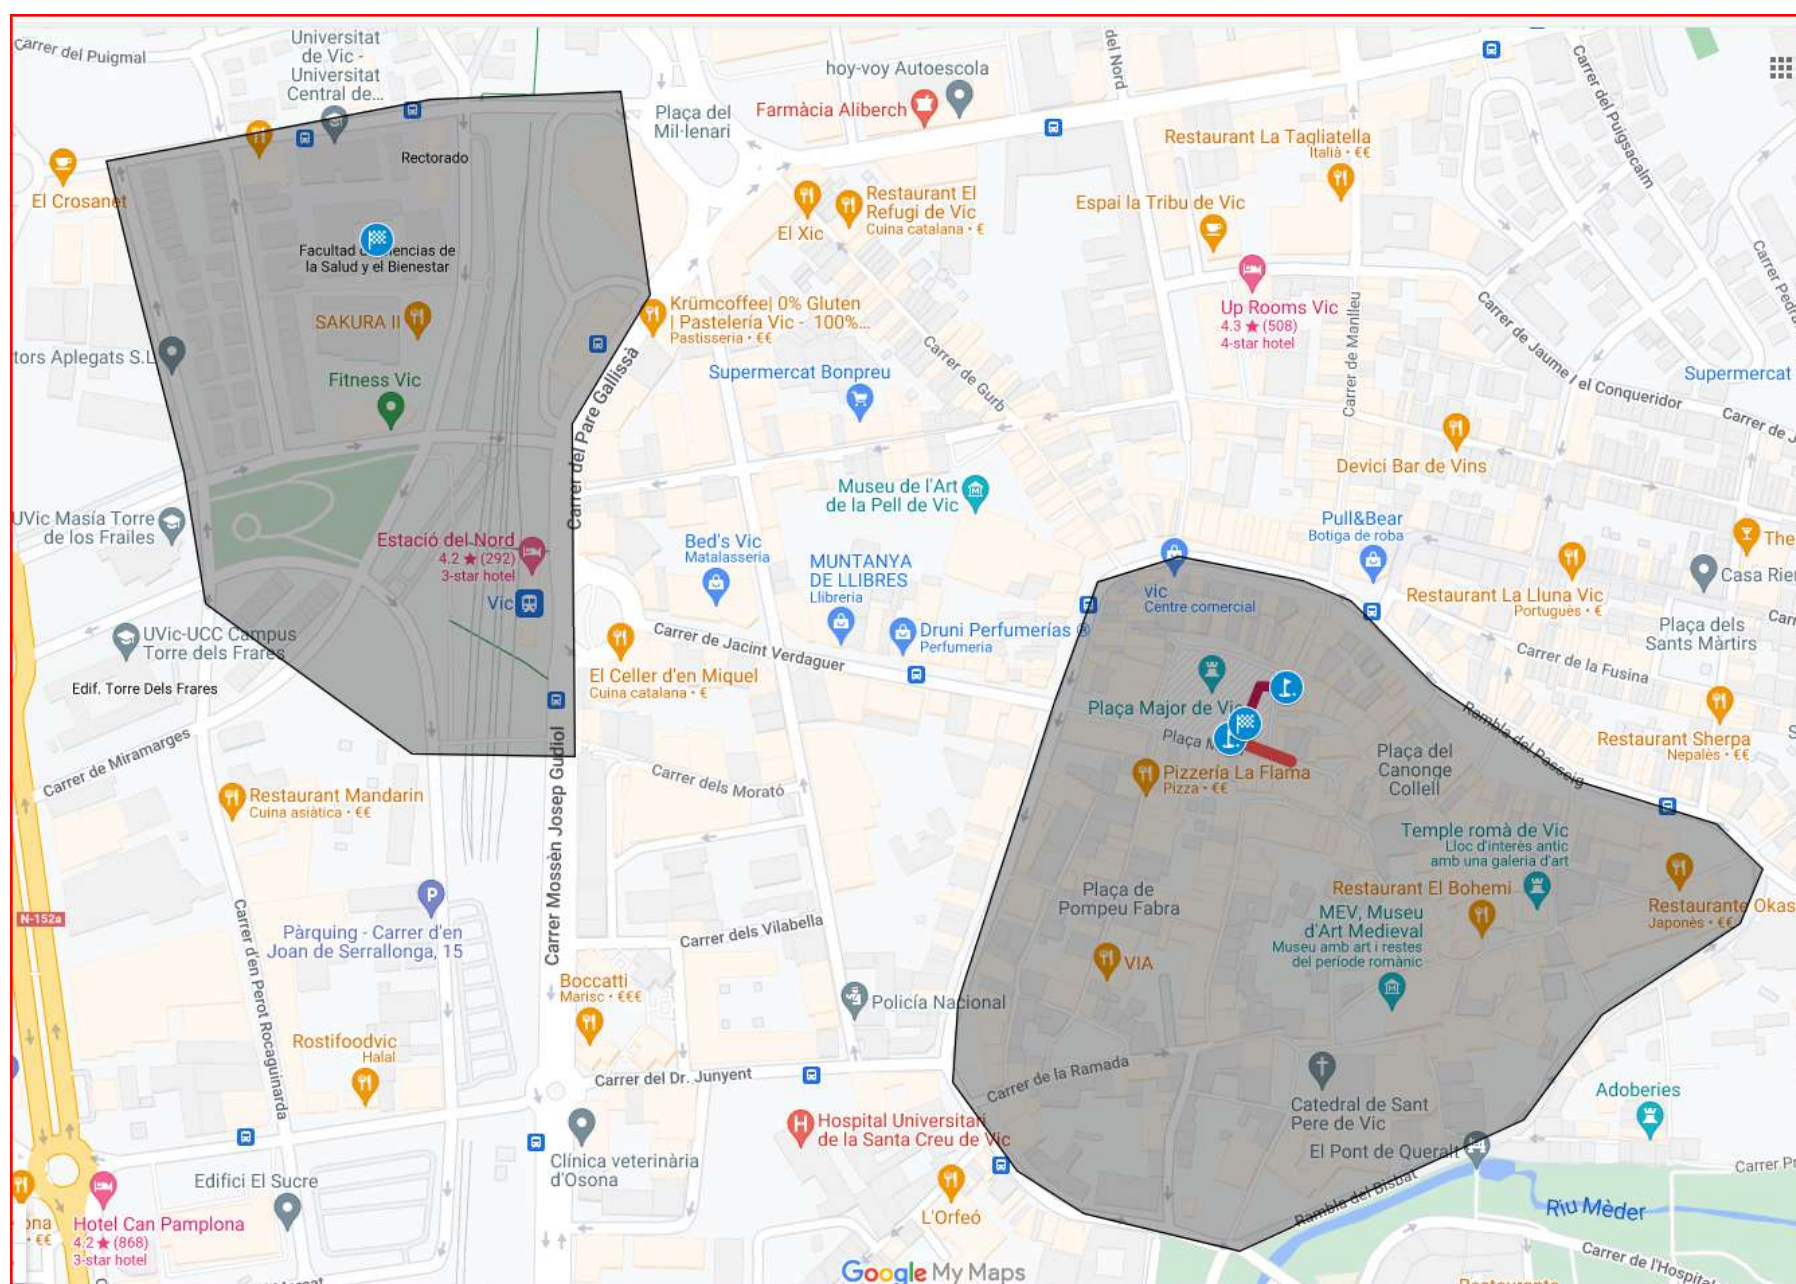 Carrer del Puigmal
Universitat
de Vic -
Universitat
Central de...
Rectorado
El Crosanet
Facultad
de
encias de
la Salud y el Bienestar
SAKURA II
Fitness Vic
tors Aplegats S.L
UVic Masía Torre
de los Frailes
Estació del Nord
4.2 ★ (292)
3-star hotel
Vic
UVic-UCC Campus
Torre dels Frares
Edif. Torre Dels Frares
Carrer de Miramarges
Restaurant Mandarin
Cuina asiàtica • €€
N-152a
Carrer d'en Perot Rocaguinarda
P
Pàrquing - Carrer d'en
Joan de Serrallonga, 15
Rostifoodvic
Halal
Edifici El Sucre
Hotel Can Pamplona
4.2 ★ (868)
3-star hotel
ona
• €€
Plaça del
Mil·lenari
hoy-voy Autoescola
Farmàcia Aliberch
El Xic
Restaurant El
Refugi de Vic
Cuina catalana • €
Krümcoffee| 0% Gluten
| Pastelería Vic - 100%...
Pastisseria • €€
Carrer del Pare Gallissà
Supermercat Bonpreu
Carrer de Gurb
Museu de l'Art
de la Pell de Vic
Bed's Vic
Matalasseria
MUNTANYA
DE LLIBRES
Llibreria
Druni Perfumerías ®
Perfumeria
Carrer de Jacint Verdaguer
El Celler d'en Miquel
Cuina catalana • €
Carrer Mossèn Josep Gudiol
Carrer dels Morató
Carrer dels Vilabella
Boccatti
Marisc • €€€
Policía Nacional
Carrer del Dr. Junyent
Clínica veterinària
d'Osona
H
Hospital Universitari
de la Santa Creu de Vic
L'Orfeó
del Nord
Restaurant La Tagliatella
Italià • €€
Espai la Tribu de Vic
Up Rooms Vic
4.3 ★ (508)
4-star hotel
Carrer de Manlleu
Carrer del Puigsacalm
Carrer Pedra
Carrer de Jaume I el Conqueridor
Supermercat
Carrer de J
Devici Bar de Vins
Pull&Bear
Botiga de roba
vic
Centre comercial
Restaurant La Lluna Vic
Portuguès • €
The
Casa Rie
Plaça dels
Sants Màrtirs
Carr
Carrer de la Fusina
Plaça Major de Vic
Plaça M
Pizzería La Flama
Pizza • €€
Plaça del
Canonge
Collell
Rambla del Passeig
Restaurant Sherpa
Nepalès • €€
Temple romà de Vic
Lloc d'interès antic
amb una galeria d'art
Restaurant El Bohemi
Restaurante Okas
Japonès • €€
Plaça de
Pompeu Fabra
MEV, Museu
d'Art Medieval
Museu amb art i restes
del període romànic
VIA
Carrer de la Ramada
Catedral de Sant
Pere de Vic
El Pont de Queralt
Adoberies
Rambla del Bisbat
Riu Mèder
Carrer Pr
Carrer de l'Hospital
Google My Maps